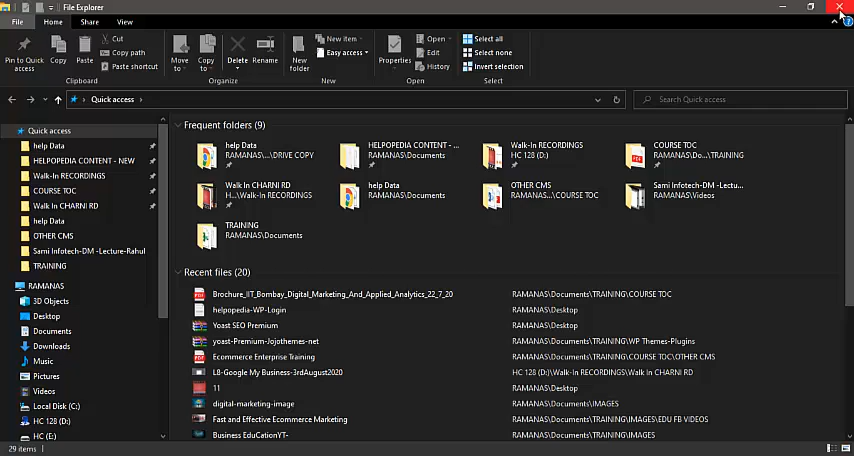 File Explorer
File
Home
Share
View
Pin to Quick access
Copy
Paste
Cut
Copy path
Paste shortcut
Clipboard
Move to
Copy to
Delete
Rename
Organize
New folder
New item
Easy access
New
Properties
Open
Edit
History
Open
Select all
Select none
Invert selection
Select
Quick access
Search Quick access
Quick access
help Data
HELPOPEDIA CONTENT - NEW
Walk-In RECORDINGS
COURSE TOC
Walk In CHARNI RD
help Data
OTHER CMS
Sami Infotech-DM -Lecture-Rahul
TRAINING
RAMANAS
3D Objects
Desktop
Documents
Downloads
Music
Pictures
Videos
Local Disk (C:)
HC 128 (D:)
HC (E:)
Frequent folders (9)
help Data
RAMANAS\...\DRIVE COPY
HELPOPEDIA CONTENT - ...
RAMANAS\Documents
Walk-In RECORDINGS
HC 128 (D:)
COURSE TOC
RAMANAS\Do...\TRAINING
Walk In CHARNI RD
H...\Walk-In RECORDINGS
help Data
RAMANAS\Documents
OTHER CMS
RAMANAS...\COURSE TOC
Sami Infotech-DM -Lectu...
RAMANAS\Videos
TRAINING
RAMANAS\Documents
Recent files (20)
Brochure_IIT_Bombay_Digital_Marketing_And_Applied_Analytics_22_7_20 RAMANAS\Documents\TRAINING\COURSE TOC
helpopedia-WP-Login RAMANAS\Desktop
Yoast SEO Premium RAMANAS\Desktop
yoast-Premium-Jojothemes-net RAMANAS\Documents\TRAINING\WP Themes-Plugins
Ecommerce Enterprise Training RAMANAS\Documents\TRAINING\COURSE TOC\OTHER CMS
L8-Google My Business-3rdAugust2020 HC 128 (D:)\Walk-In RECORDINGS\Walk In CHARNI RD
11 RAMANAS\Desktop
digital-marketing-image RAMANAS\Documents\IMAGES
Fast and Effective Ecommerce Marketing RAMANAS\Documents\TRAINING\IMAGES\EDU FB VIDEOS
Business EduCationYT- RAMANAS\Documents\TRAINING\IMAGES
29 items